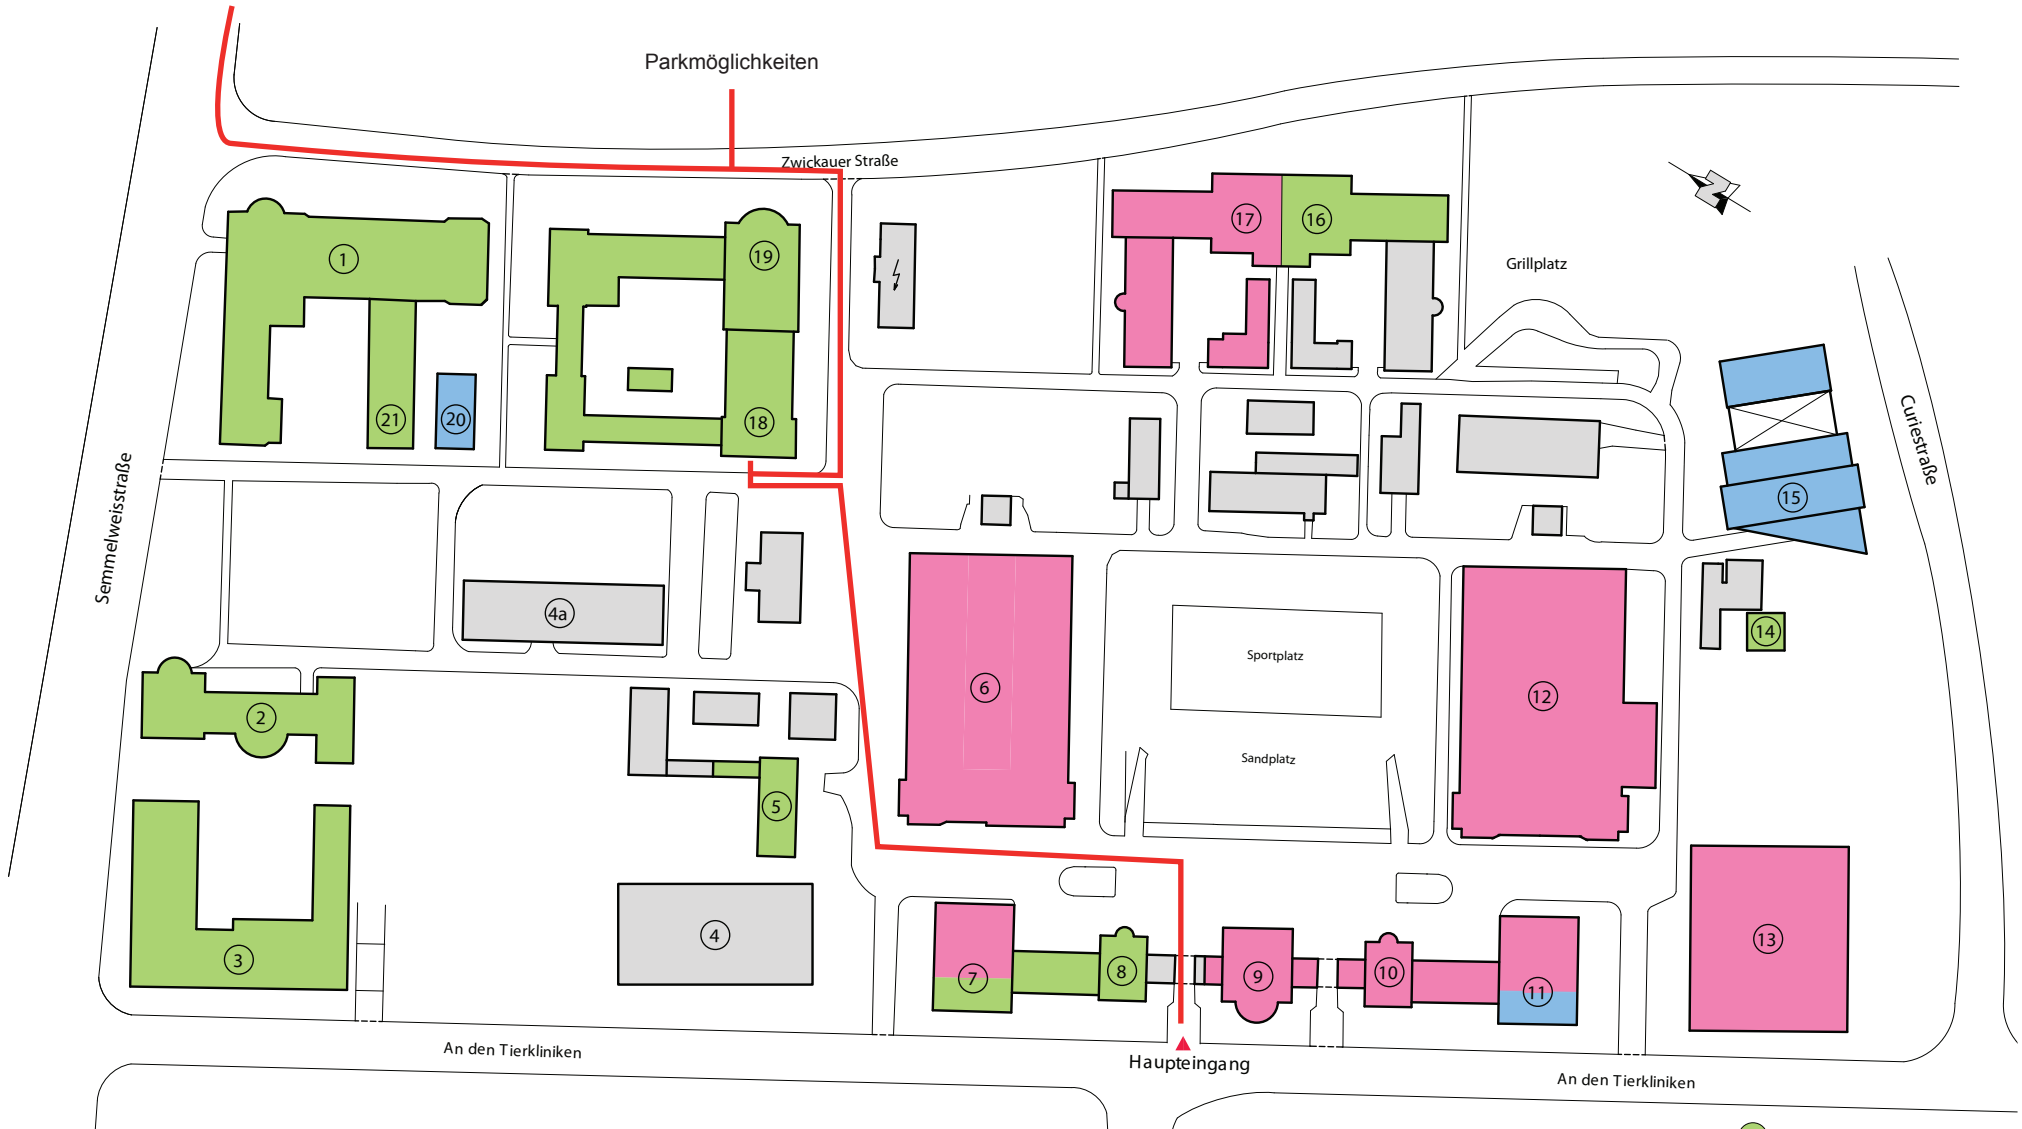 Parkmöglichkeiten
Zwickauer Straße
19
17
16
1
Grillplatz
21
20
18
Curiestraße
15
Semmelweisstraße
4a
14
Sportplatz
6
12
2
Sandplatz
5
4
13
3
7
8
9
10
11
An den Tierkliniken
Haupteingang
An den Tierkliniken
N